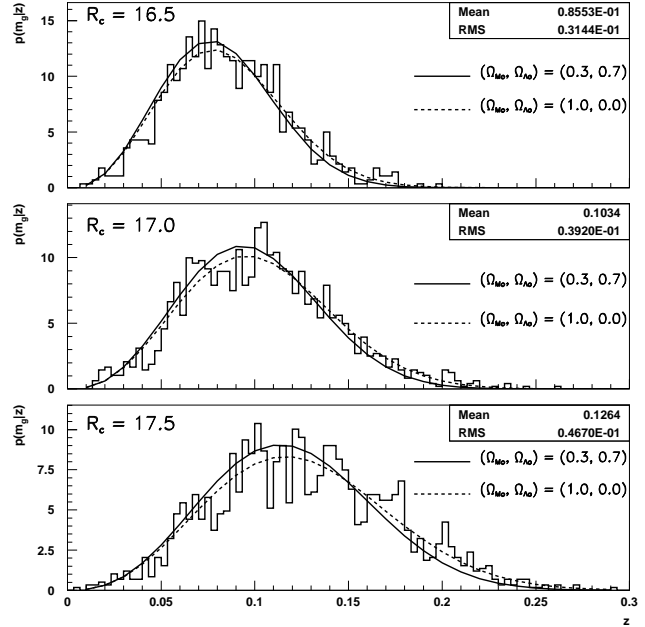 p(m_g|z)
R_c = 16.5
Mean 0.8553E-01
RMS 0.3144E-01
(Ω_Mo, Ω_Λo) = (0.3, 0.7)
(Ω_Mo, Ω_Λo) = (1.0, 0.0)
15
10
5
0
p(m_g|z)
R_c = 17.0
Mean 0.1034
RMS 0.3920E-01
(Ω_Mo, Ω_Λo) = (0.3, 0.7)
(Ω_Mo, Ω_Λo) = (1.0, 0.0)
10
5
0
p(m_g|z)
R_c = 17.5
Mean 0.1264
RMS 0.4670E-01
(Ω_Mo, Ω_Λo) = (0.3, 0.7)
(Ω_Mo, Ω_Λo) = (1.0, 0.0)
10
7.5
5
2.5
0
0 0.05 0.1 0.15 0.2 0.25 0.3
z